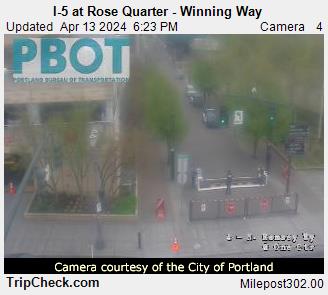 I-5 at Rose Quarter - Winning Way
Updated Apr 13 2024 6:23 PM Camera 4
PBOT
PORTLAND BUREAU OF TRANSPORTATION
Camera courtesy of the City of Portland
TripCheck.com Milepost302.00